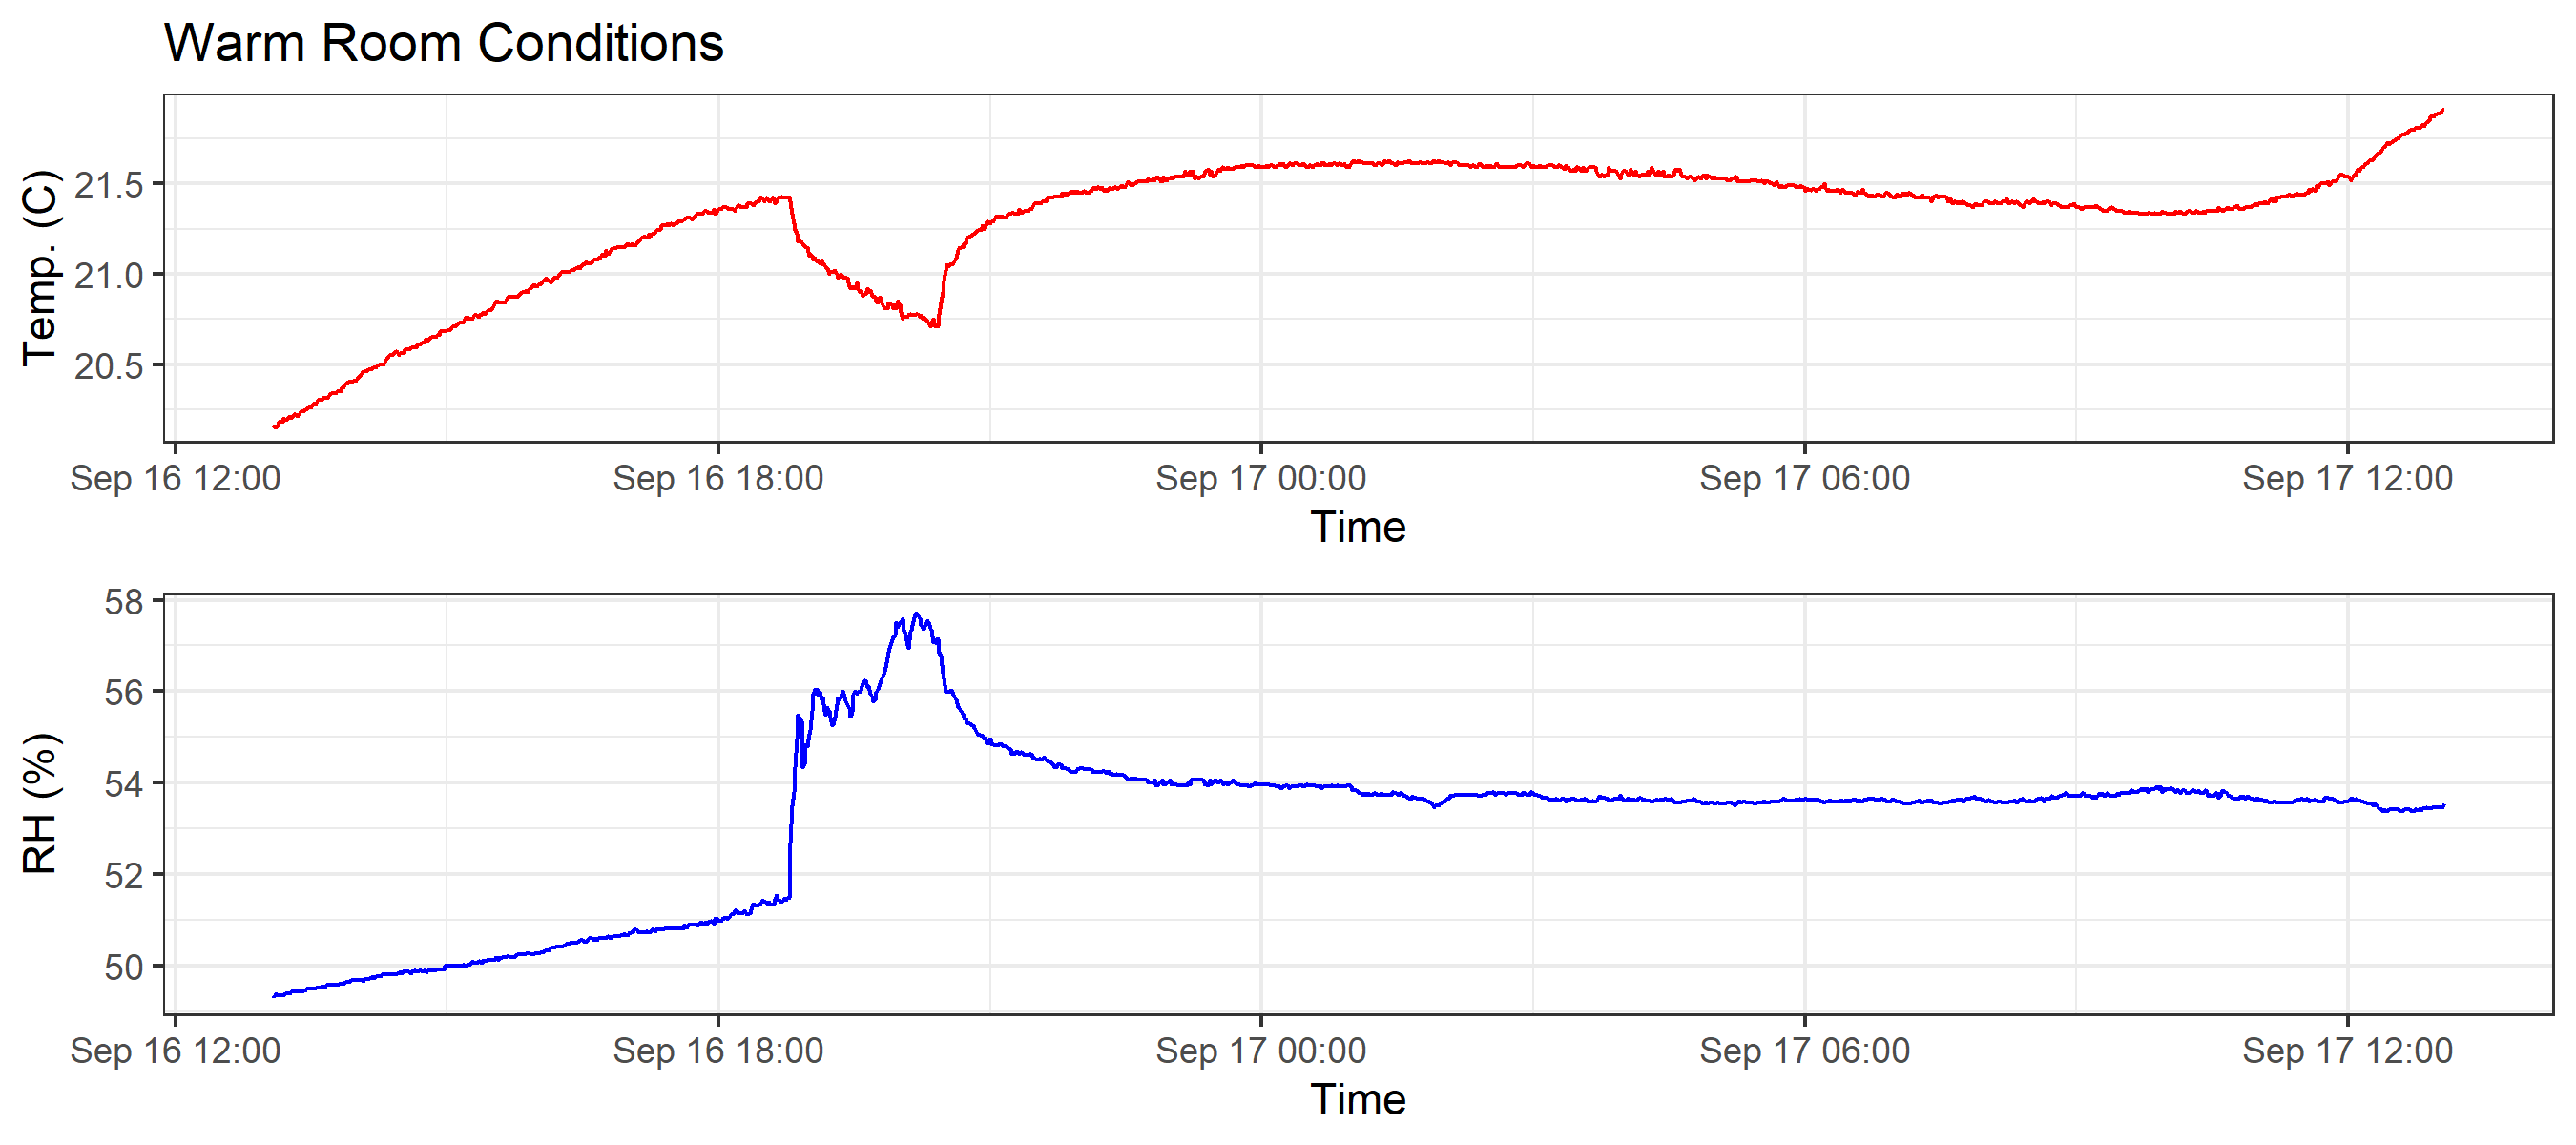 Warm Room Conditions
Temp. (C)
21.5
21.0
20.5
Sep 16 12:00 Sep 16 18:00 Sep 17 00:00 Sep 17 06:00 Sep 17 12:00
Time
RH (%)
58
56
54
52
50
Sep 16 12:00 Sep 16 18:00 Sep 17 00:00 Sep 17 06:00 Sep 17 12:00
Time